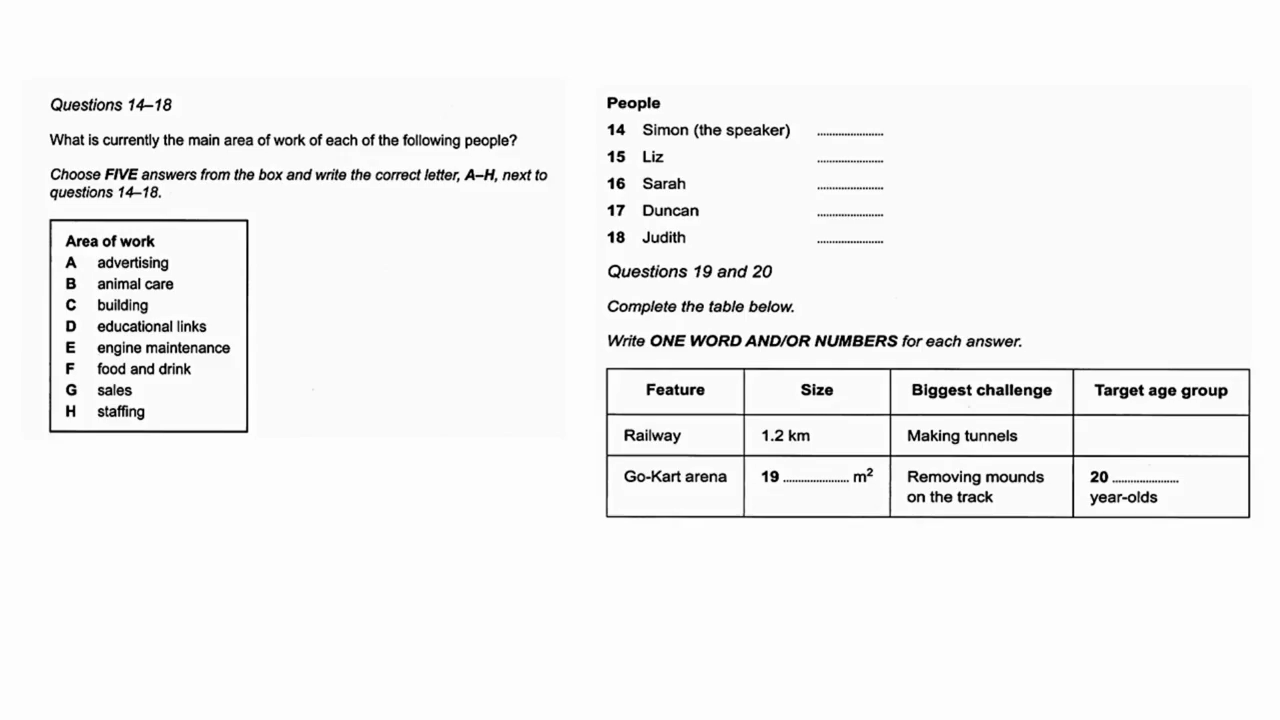 Questions 14–18
What is currently the main area of work of each of the following people?
Choose FIVE answers from the box and write the correct letter, A–H, next to
questions 14–18.
Area of work
A advertising
B animal care
C building
D educational links
E engine maintenance
F food and drink
G sales
H staffing
People
14 Simon (the speaker) ......................
15 Liz ......................
16 Sarah ......................
17 Duncan ......................
18 Judith ......................
Questions 19 and 20
Complete the table below.
Write ONE WORD AND/OR NUMBERS for each answer.
Feature Size Biggest challenge Target age group
Railway 1.2 km Making tunnels
Go-Kart arena 19 ...................... m² Removing mounds 20 ......................
on the track year-olds